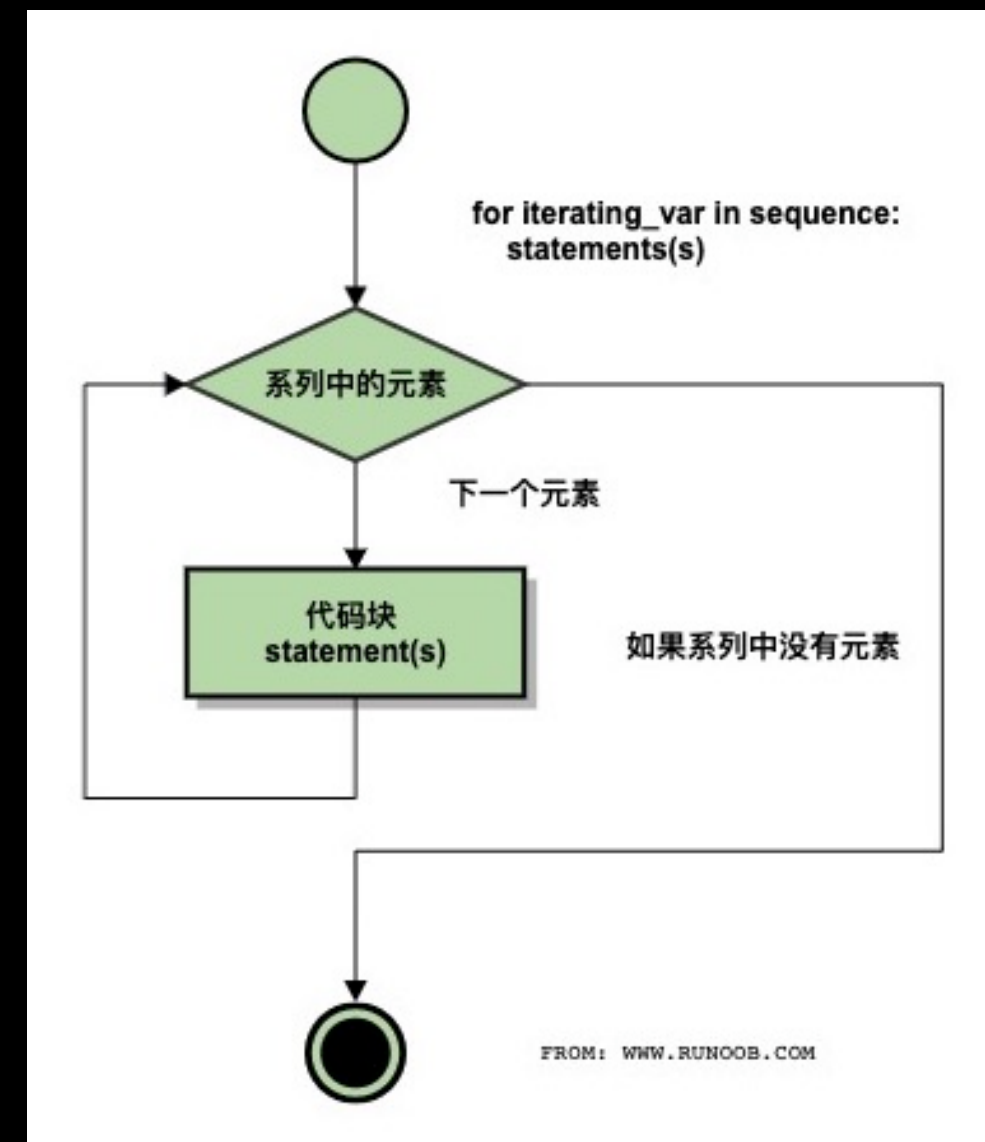 for iterating_var in sequence:
statements(s)
系列中的元素
下一个元素
代码块
statement(s)
如果系列中没有元素
FROM: WWW.RUNOOB.COM